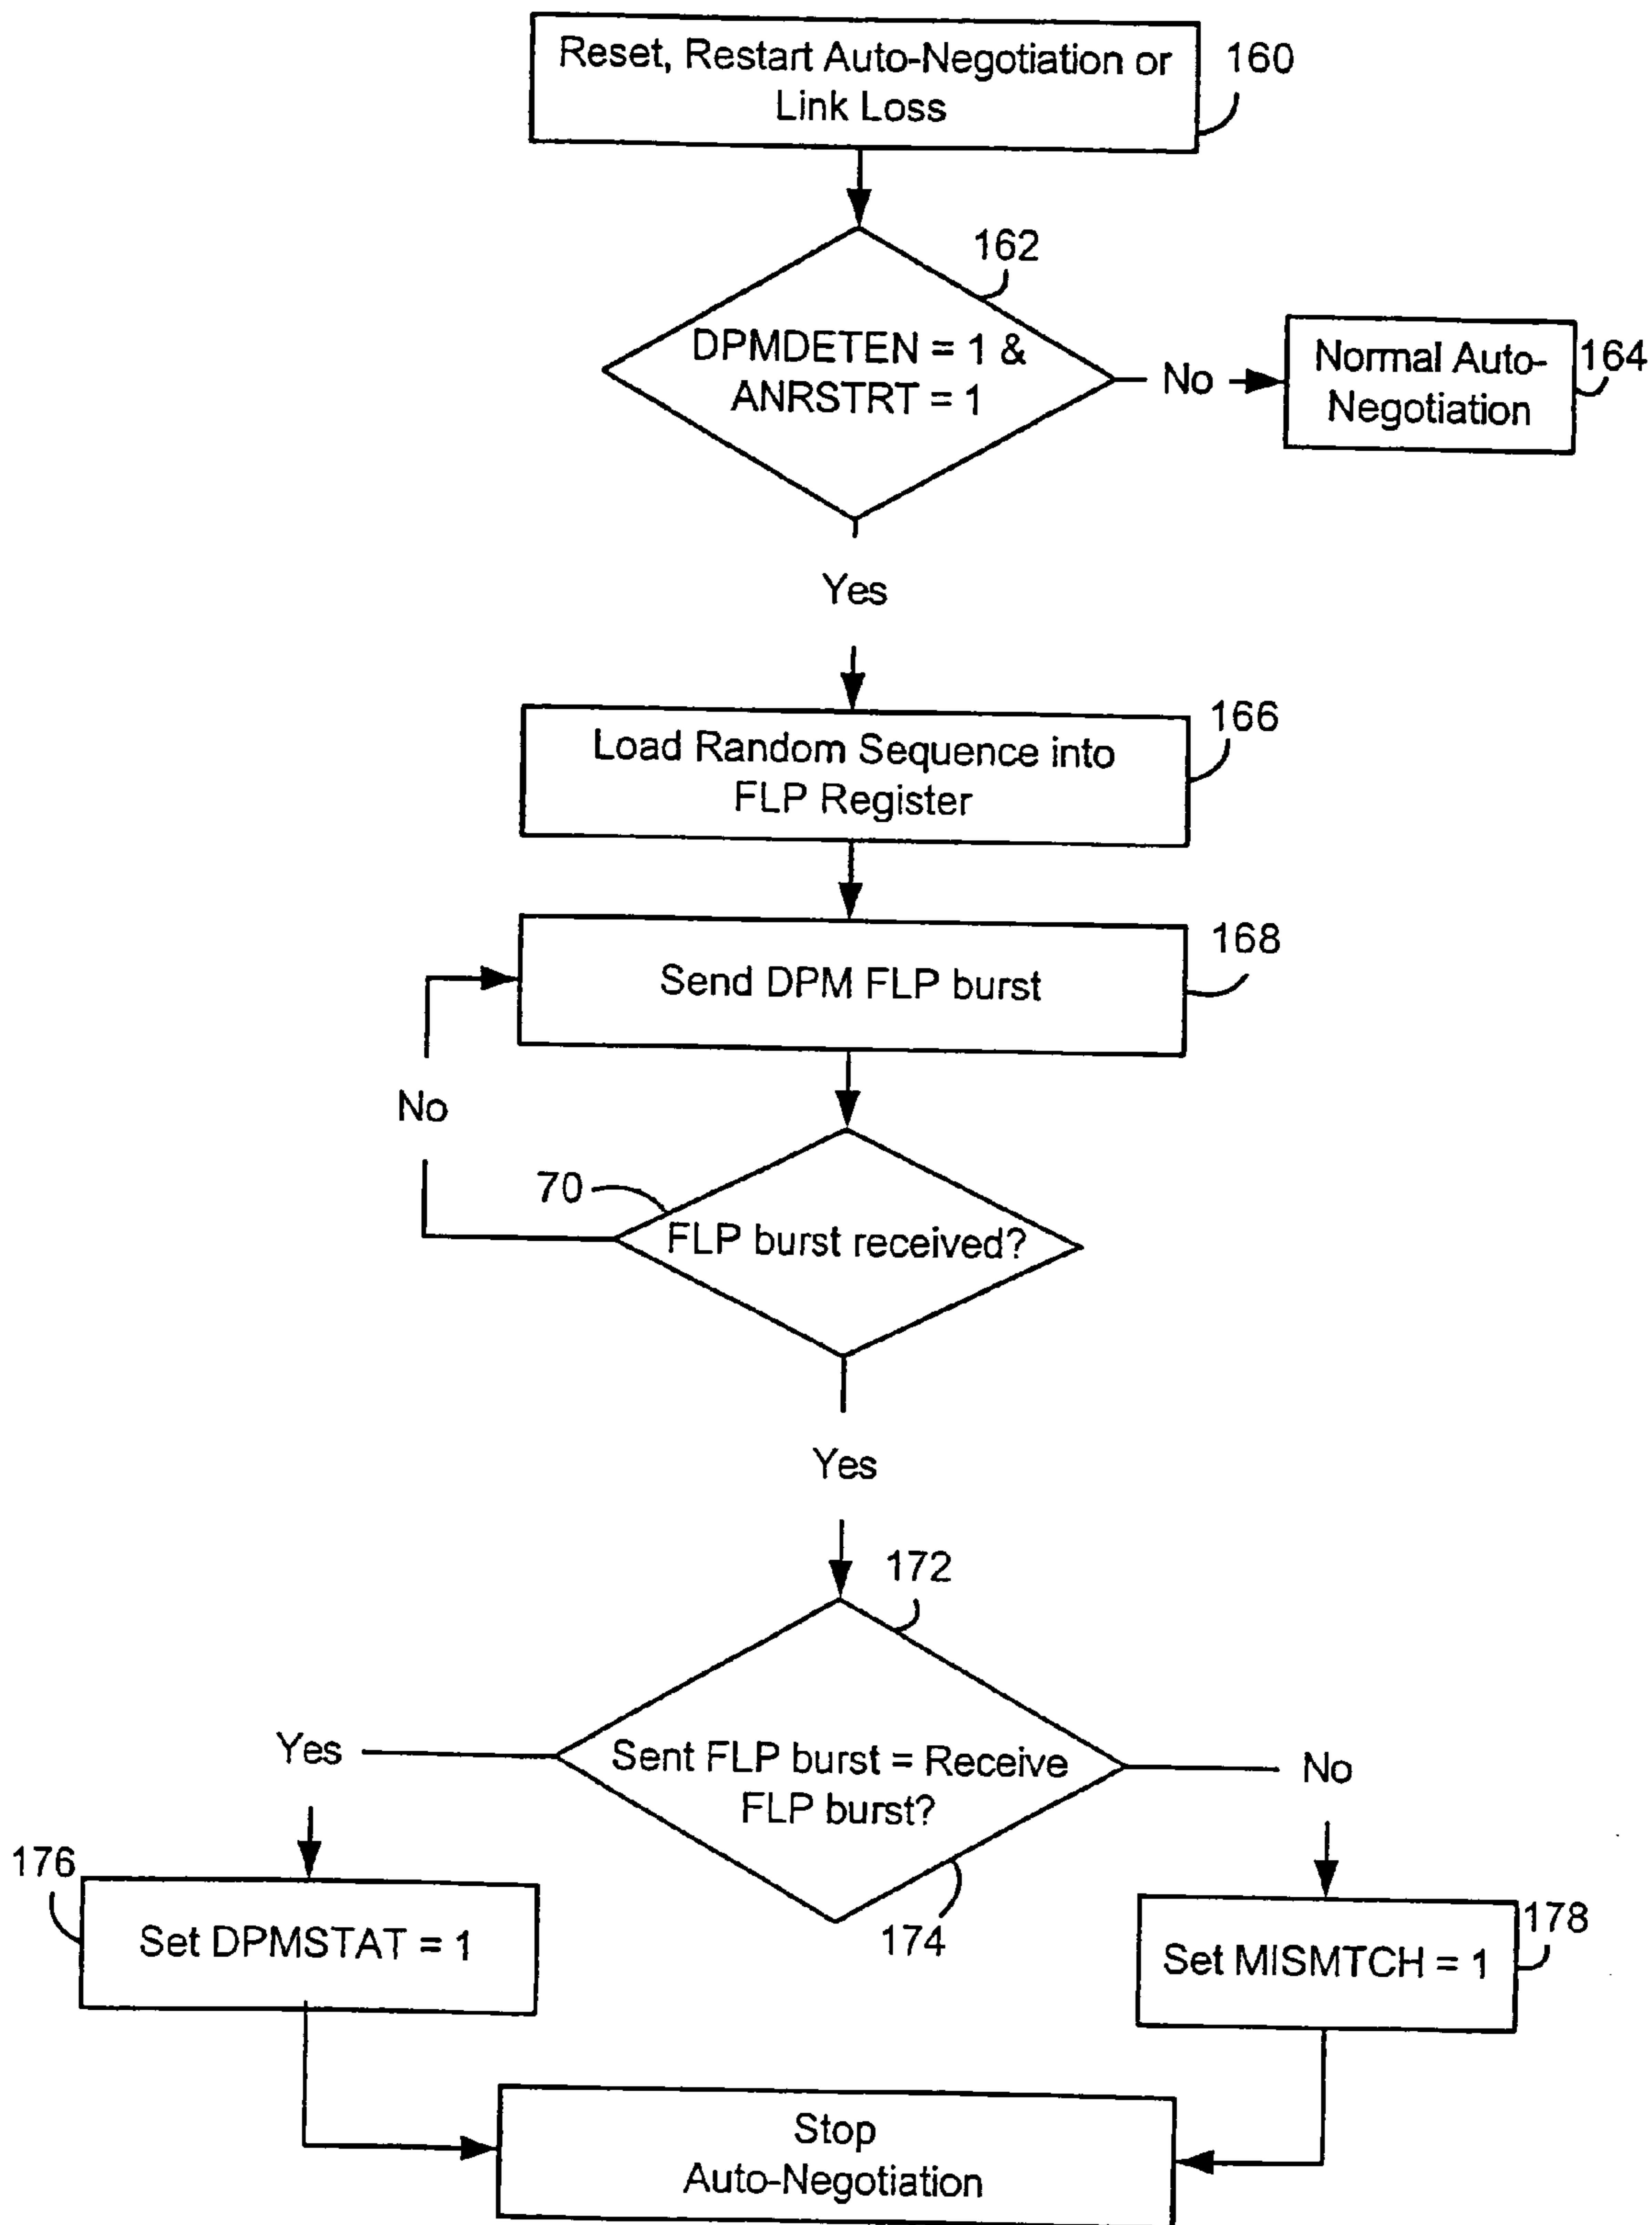 Reset, Restart Auto-Negotiation or
Link Loss
160
162
DPMDETEN = 1 &
ANRSTRT = 1
No
Normal Auto-
Negotiation
164
Yes
Load Random Sequence into
FLP Register
166
Send DPM FLP burst
168
No
70
FLP burst received?
Yes
172
Sent FLP burst = Receive
FLP burst?
Yes
No
174
176
Set DPMSTAT = 1
Set MISMTCH = 1
178
Stop
Auto-Negotiation